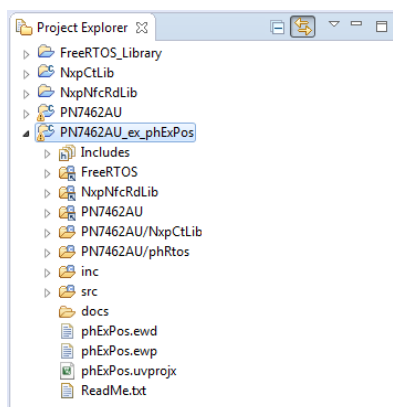 Project Explorer
FreeRTOS_Library
NxpCtLib
NxpNfcRdLib
PN7462AU
PN7462AU_ex_phExPos
Includes
FreeRTOS
NxpNfcRdLib
PN7462AU
PN7462AU/NxpCtLib
PN7462AU/phRtos
inc
src
docs
phExPos.ewd
phExPos.ewp
phExPos.uvprojx
ReadMe.txt